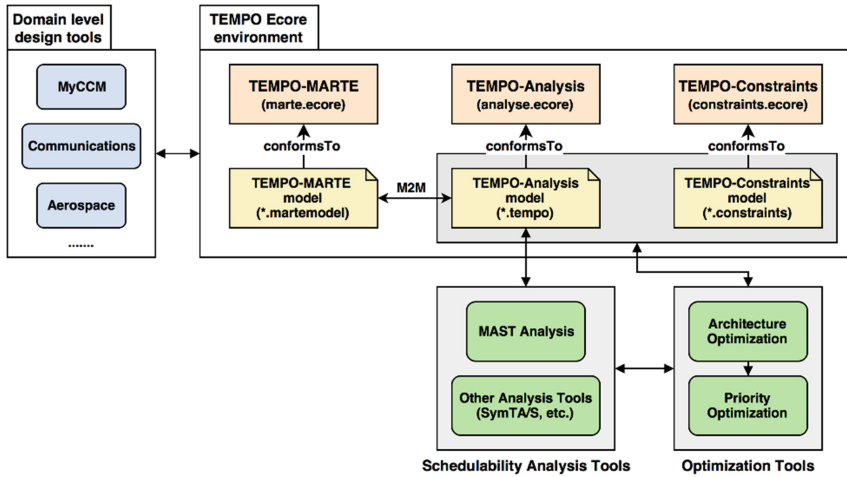 Domain level
design tools
MyCCM
Communications
Aerospace
.......
TEMPO Ecore
environment
TEMPO-MARTE
(marte.ecore)
TEMPO-Analysis
(analyse.ecore)
TEMPO-Constraints
(constraints.ecore)
conformsTo
conformsTo
conformsTo
TEMPO-MARTE
model
(*.martemodel)
M2M
TEMPO-Analysis
model
(*.tempo)
TEMPO-Constraints
model
(*.constraints)
MAST Analysis
Other Analysis Tools
(SymTA/S, etc.)
Schedulability Analysis Tools
Architecture
Optimization
Priority
Optimization
Optimization Tools